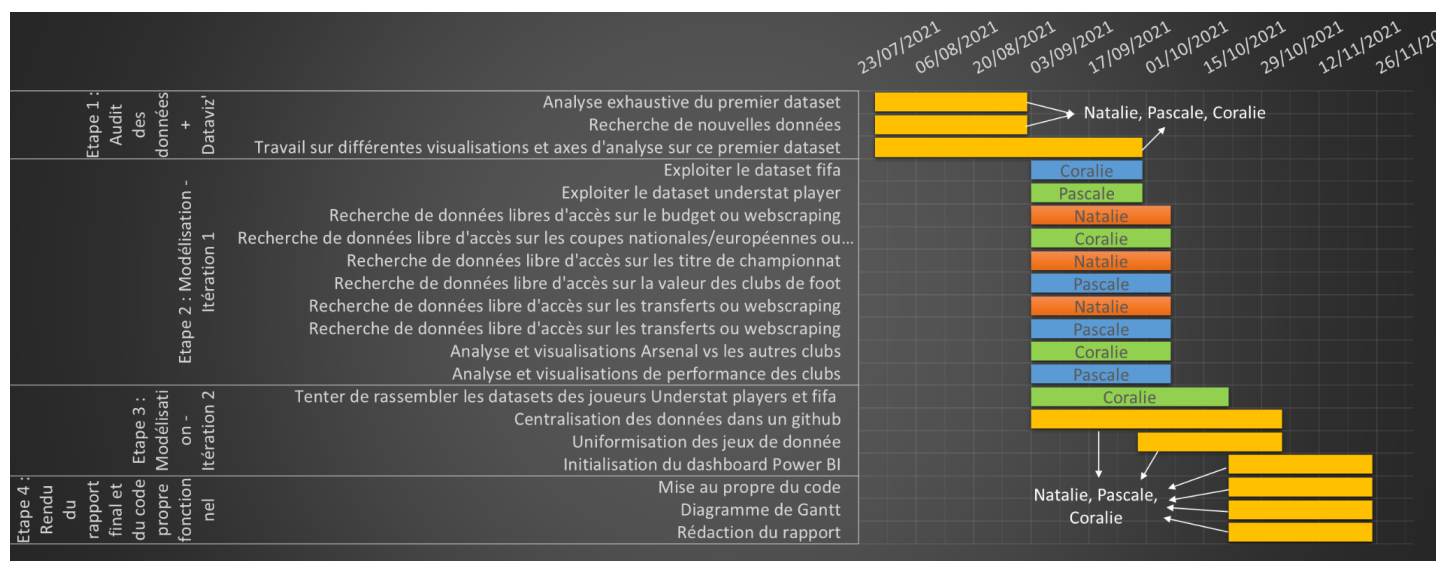 23/07/2021
06/08/2021
20/08/2021
03/09/2021
17/09/2021
01/10/2021
15/10/2021
29/10/2021
12/11/2021
26/11/20
Etape 1 :
Audit
des
données
+
Dataviz'
Analyse exhaustive du premier dataset
Recherche de nouvelles données
Travail sur différentes visualisations et axes d'analyse sur ce premier dataset
Natalie, Pascale, Coralie
Etape 2 : Modélisation -
Itération 1
Exploiter le dataset fifa
Coralie
Exploiter le dataset understat player
Pascale
Recherche de données libres d'accès sur le budget ou webscraping
Natalie
Recherche de données libre d'accès sur les coupes nationales/européennes ou...
Coralie
Recherche de données libre d'accès sur les titre de championnat
Natalie
Recherche de données libre d'accès sur la valeur des clubs de foot
Pascale
Recherche de données libre d'accès sur les transferts ou webscraping
Natalie
Recherche de données libre d'accès sur les transferts ou webscraping
Pascale
Analyse et visualisations Arsenal vs les autres clubs
Coralie
Analyse et visualisations de performance des clubs
Pascale
Etape 3 :
Modélisati
on -
Itération 2
Tenter de rassembler les datasets des joueurs Understat players et fifa
Coralie
Centralisation des données dans un github
Uniformisation des jeux de donnée
Initialisation du dashboard Power BI
Etape 4 :
Rendu
du
rapport
final et
du code
propre
fonction
nel
Mise au propre du code
Diagramme de Gantt
Rédaction du rapport
Natalie, Pascale,
Coralie